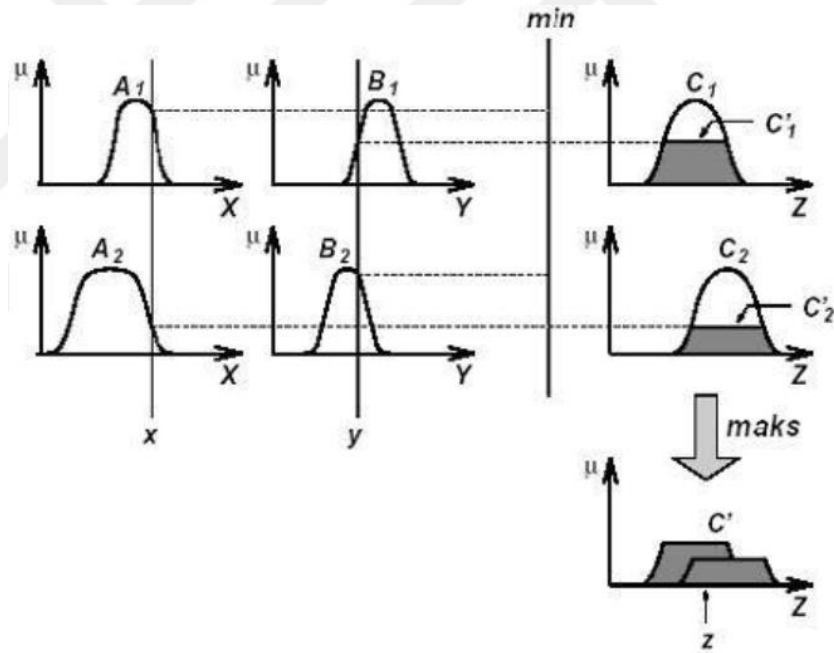 min
μ A₁ X
μ B₁ Y
μ C₁ C'₁ Z
μ A₂ X
μ B₂ Y
μ C₂ C'₂ Z
x y
maks
μ C' Z
z